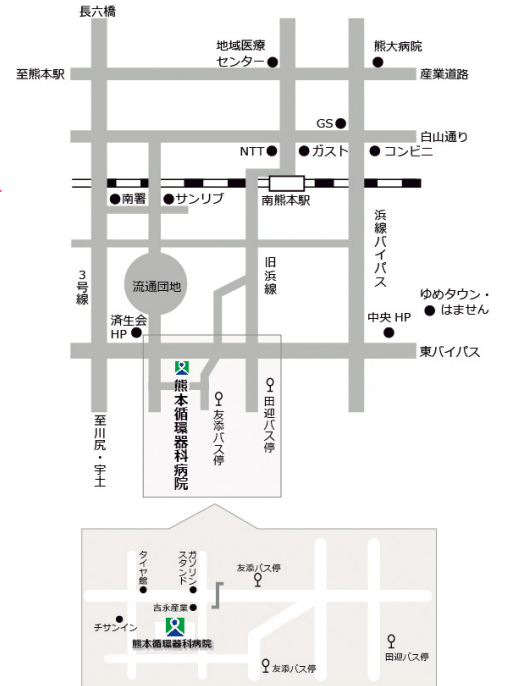 長六橋
地域医療
センター
熊大病院
至熊本駅
産業道路
GS
白山通り
NTT
ガスト
コンビニ
南署
サンリブ
南熊本駅
浜線バイパス
旧浜線
3号線
流通団地
ゆめタウン・
はません
済生会
HP
中央 HP
東バイパス
熊本循環器科病院
友添バス停
田迎バス停
至川尻・宇土
タイヤ館
ガソリン
スタンド
友添バス停
吉永産業
チサンイン
熊本循環器科病院
田迎バス停
友添バス停